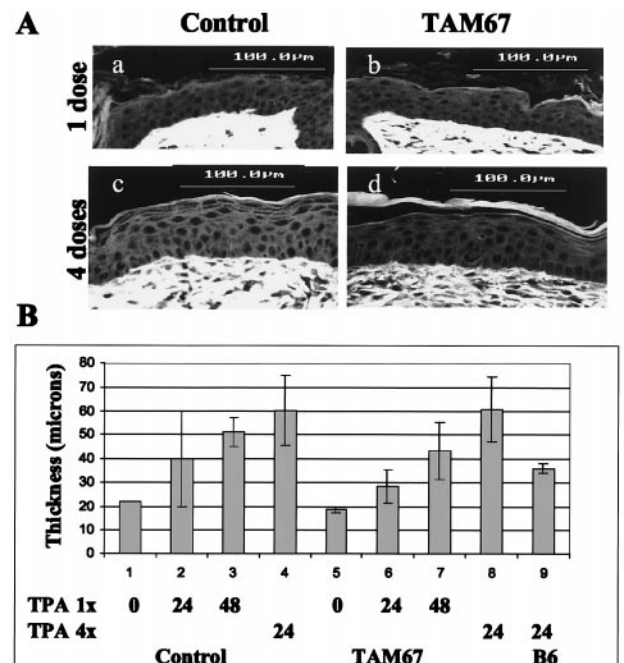 A Control TAM67
1 dose
a 100.0µm
b 100.0µm
4 doses
c 100.0µm
d 100.0µm
B
Thickness (microns)
80
70
60
50
40
30
20
10
0
1 2 3 4 5 6 7 8 9
TPA 1x 0 24 48 0 24 48
TPA 4x 24 24 24
Control TAM67 B6